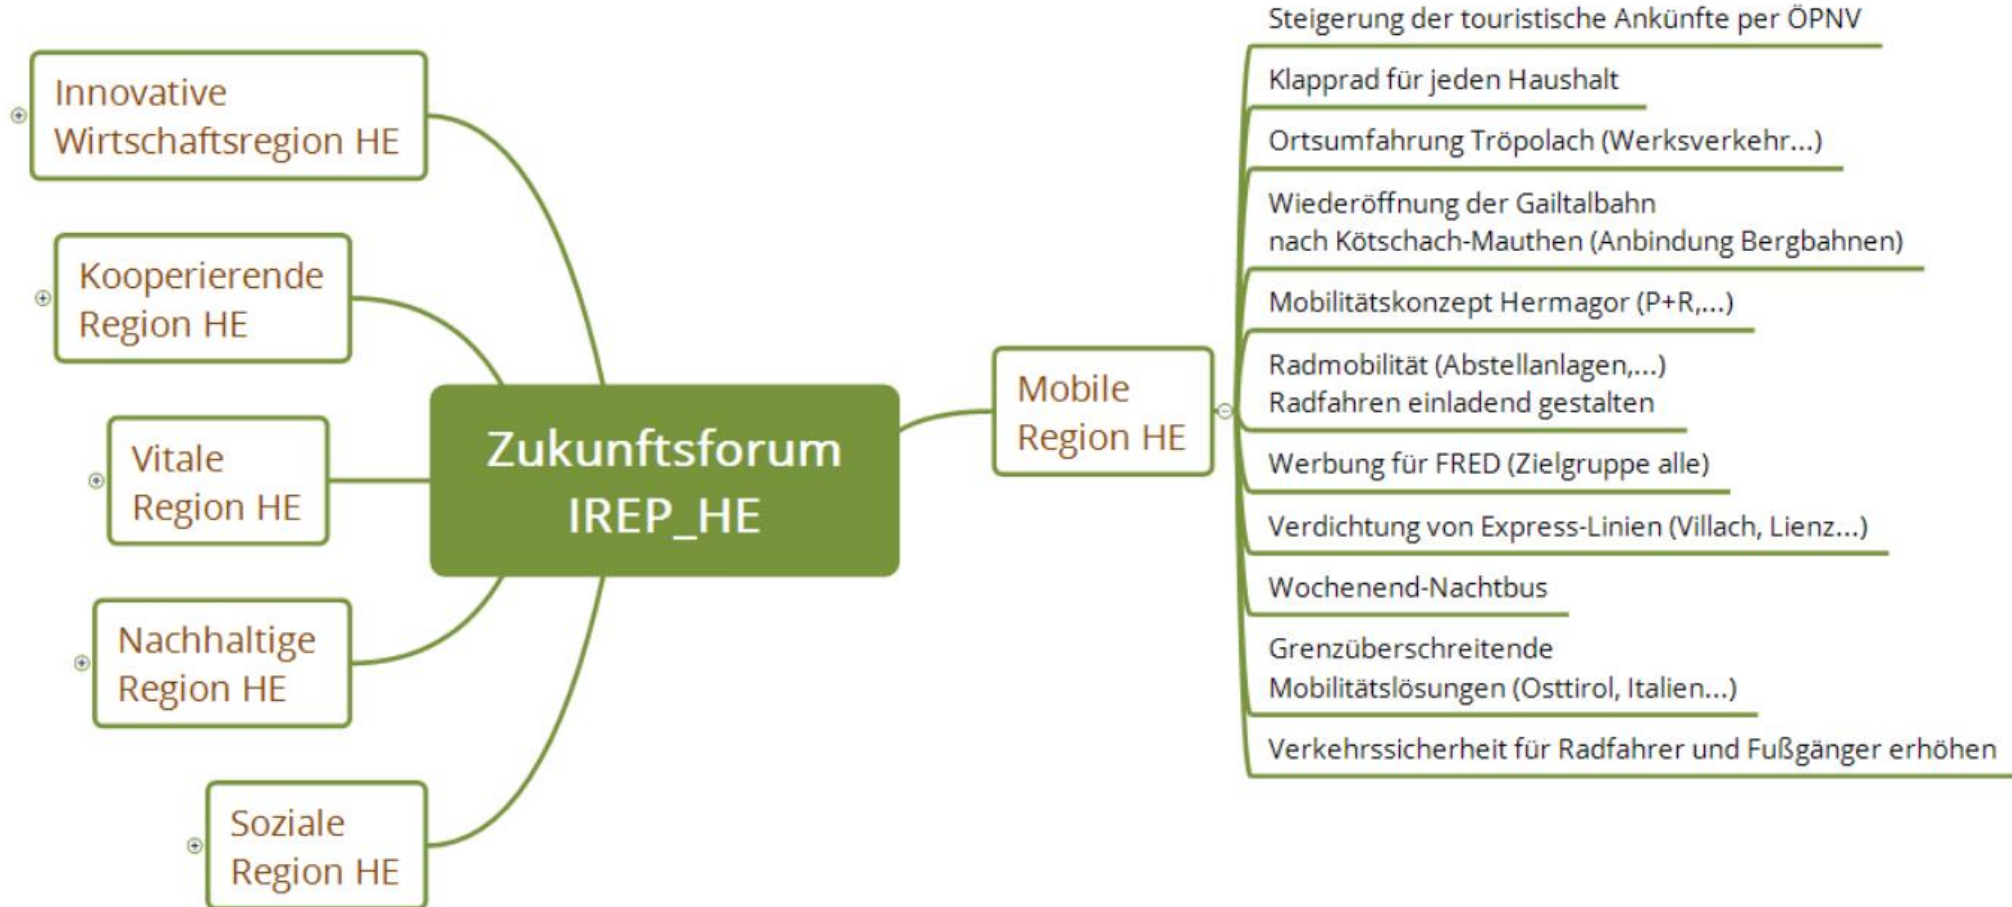 Innovative
Wirtschaftsregion HE
Kooperierende
Region HE
Vitale
Region HE
Nachhaltige
Region HE
Soziale
Region HE
Zukunftsforum
IREP_HE
Mobile
Region HE
Steigerung der touristische Ankünfte per ÖPNV
Klapprad für jeden Haushalt
Ortsumfahrung Tröpolach (Werksverkehr...)
Wiederöffnung der Gailtalbahn
nach Kötschach-Mauthen (Anbindung Bergbahnen)
Mobilitätskonzept Hermagor (P+R,...)
Radmobilität (Abstellanlagen,...)
Radfahren einladend gestalten
Werbung für FRED (Zielgruppe alle)
Verdichtung von Express-Linien (Villach, Lienz...)
Wochenend-Nachtbus
Grenzüberschreitende
Mobilitätslösungen (Osttirol, Italien...)
Verkehrssicherheit für Radfahrer und Fußgänger erhöhen